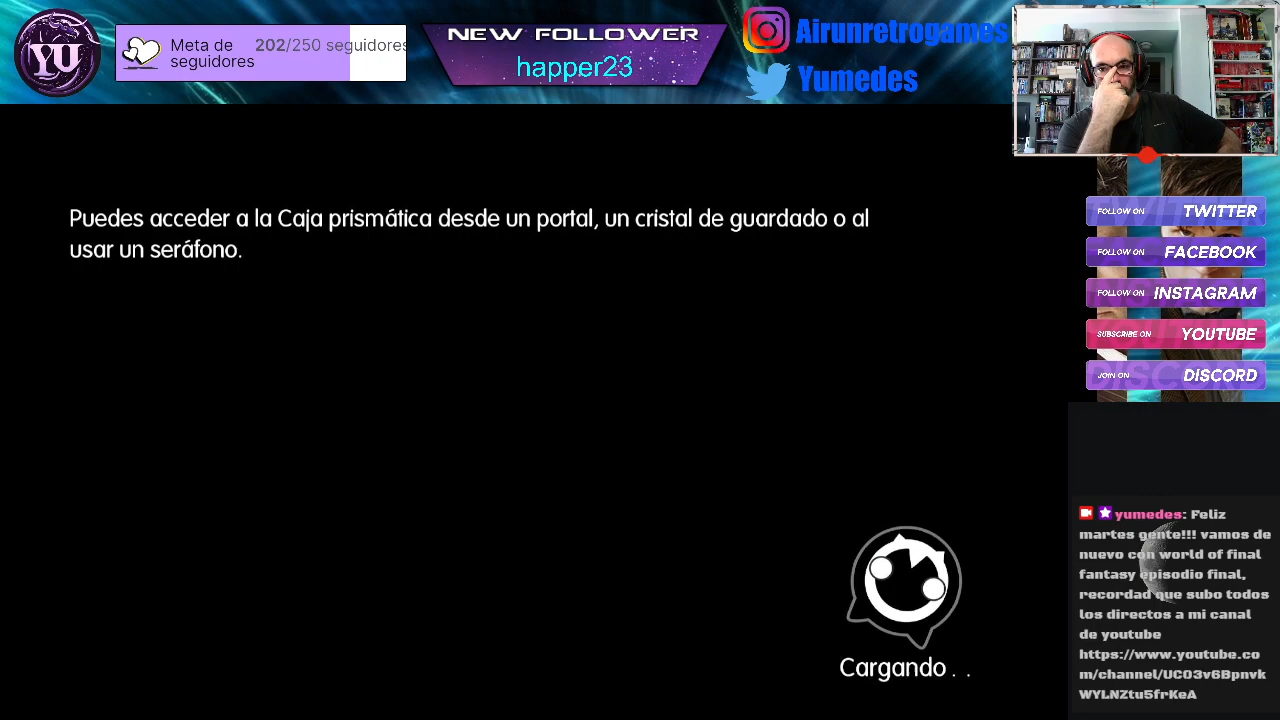 YU
Meta de seguidores
202/250 seguidores
NEW FOLLOWER
happer23
Airunretrogames
Yumedes
Puedes acceder a la Caja prismática desde un portal, un cristal de guardado o al
usar un seráfono.
FOLLOW ON TWITTER
FOLLOW ON FACEBOOK
FOLLOW ON INSTAGRAM
SUBSCRIBE ON YOUTUBE
JOIN ON DISCORD
yumedes: Feliz
martes gente!!! vamos de
nuevo con world of final
fantasy episodio final,
recordad que subo todos
los directos a mi canal
de youtube
https://www.youtube.co
m/channel/UC03v6Bpnvk
WYLNZtu5frKeA
Cargando . .